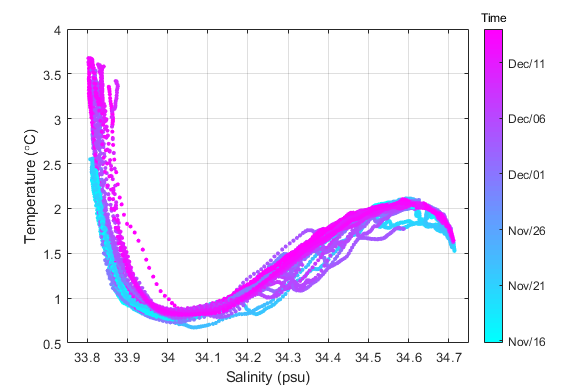 Time
4
3.5
3
2.5
2
1.5
1
0.5
Temperature (°C)
33.8 33.9 34 34.1 34.2 34.3 34.4 34.5 34.6 34.7
Salinity (psu)
Dec/11
Dec/06
Dec/01
Nov/26
Nov/21
Nov/16